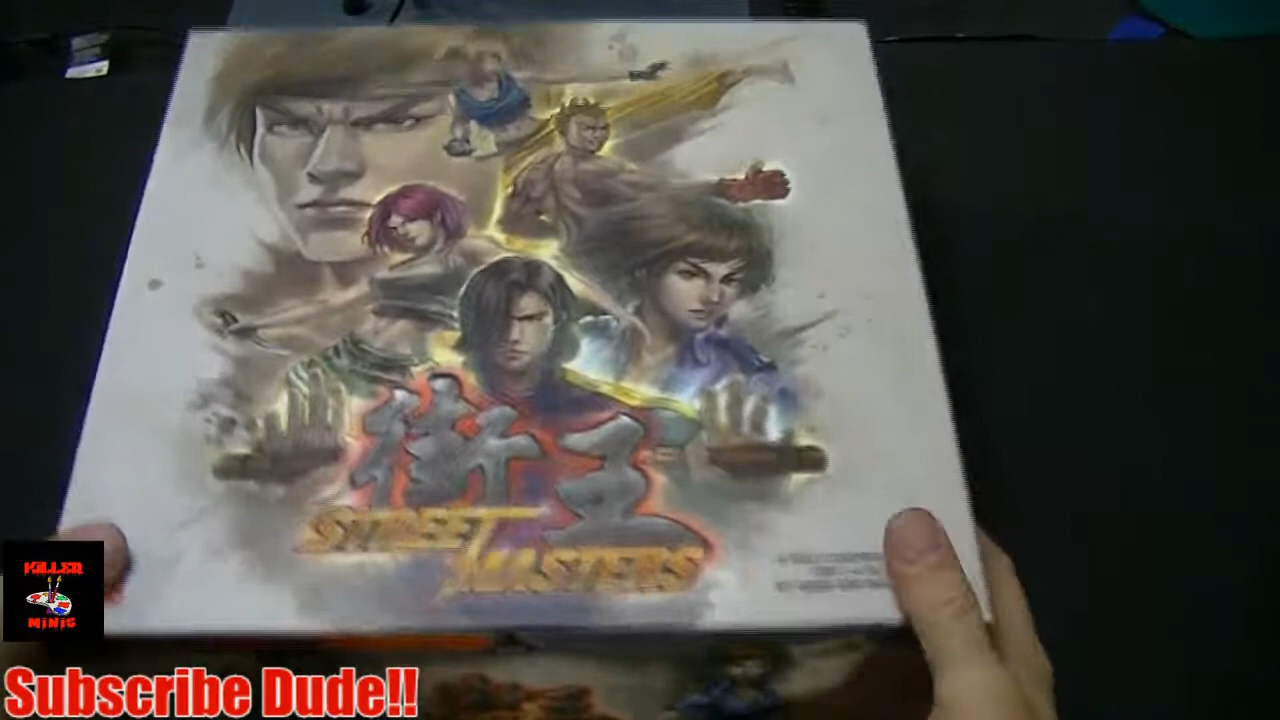 街王
STREET
MASTERS
KILLER
MINIS
Subscribe Dude!!